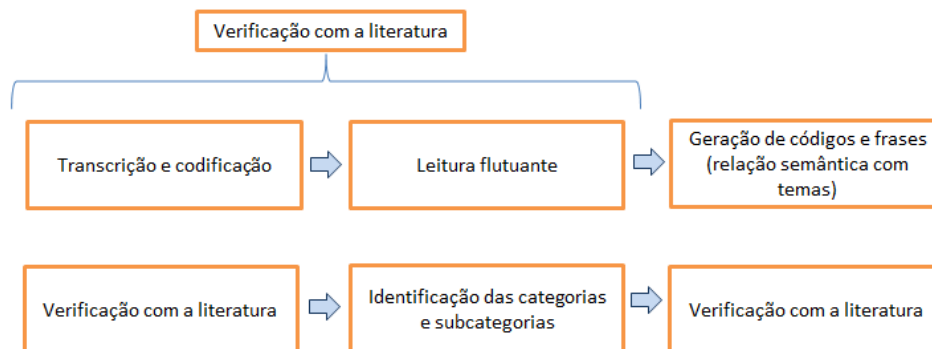 Verificação com a literatura
Transcrição e codificação
Leitura flutuante
Geração de códigos e frases
(relação semântica com
temas)
Verificação com a literatura
Identificação das categorias
e subcategorias
Verificação com a literatura